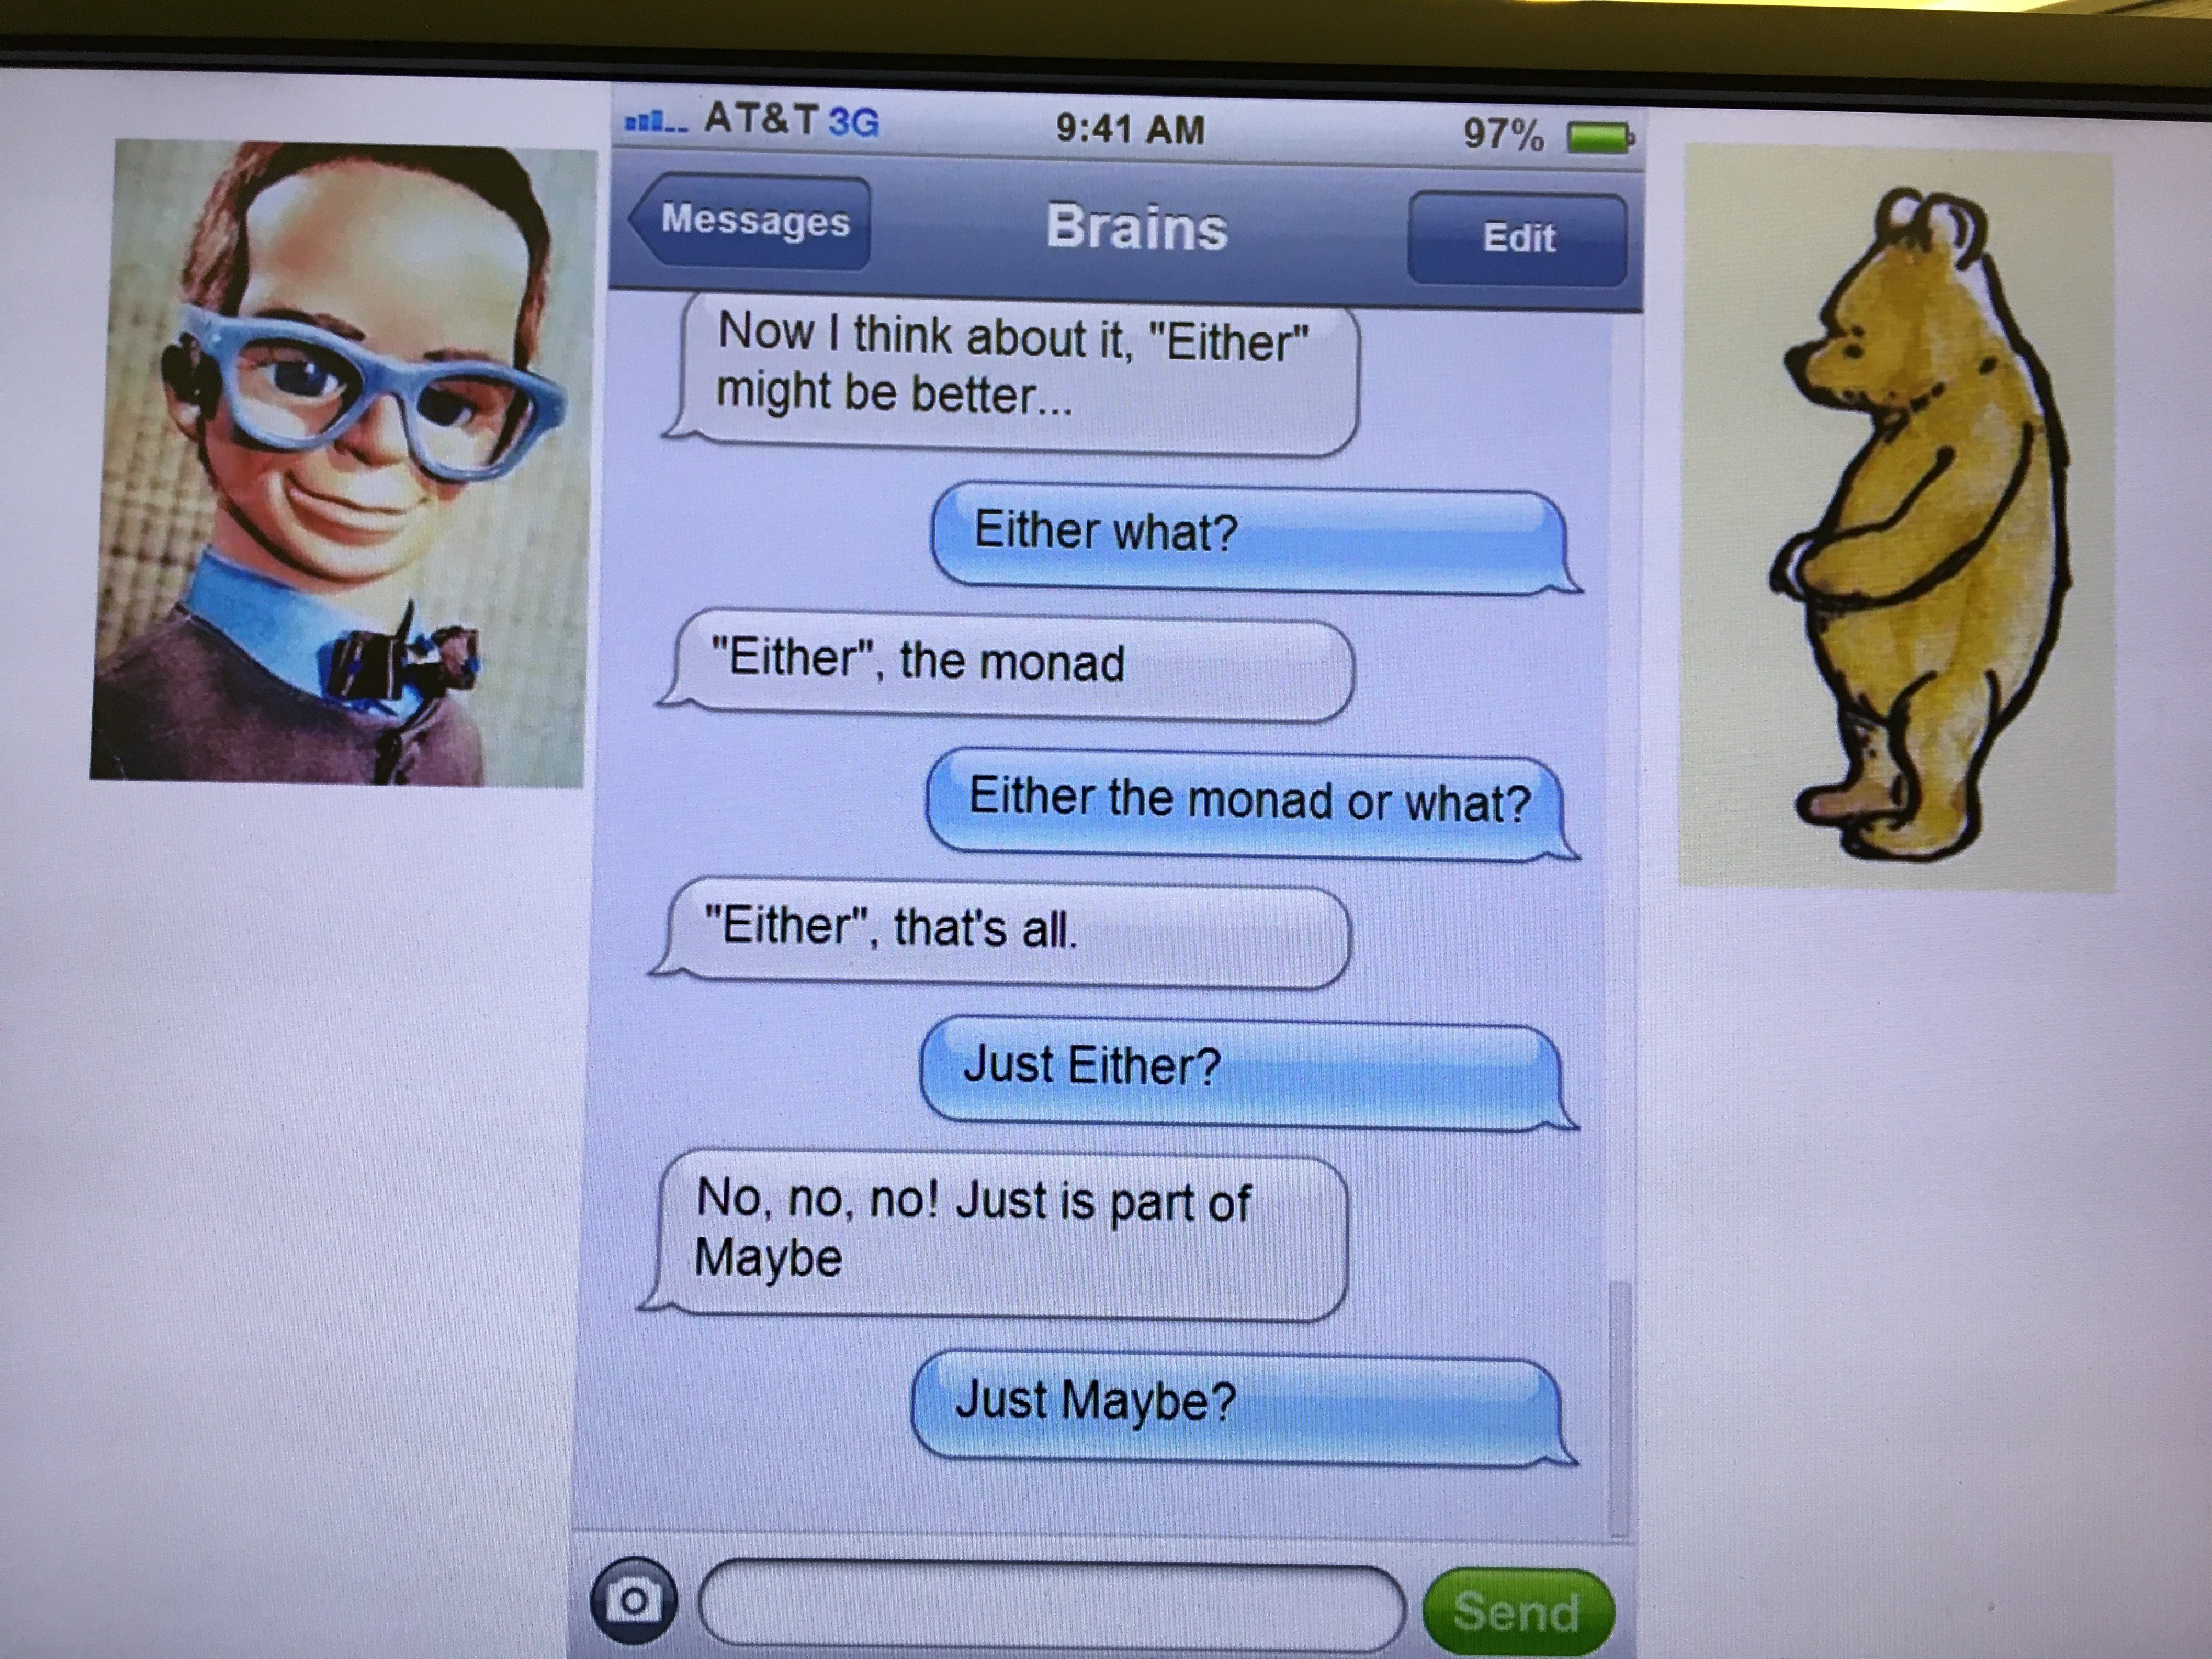 AT&T 3G 9:41 AM 97%
Messages Brains Edit
Now I think about it, "Either"
might be better...
Either what?
"Either", the monad
Either the monad or what?
"Either", that's all.
Just Either?
No, no, no! Just is part of
Maybe
Just Maybe?
Send